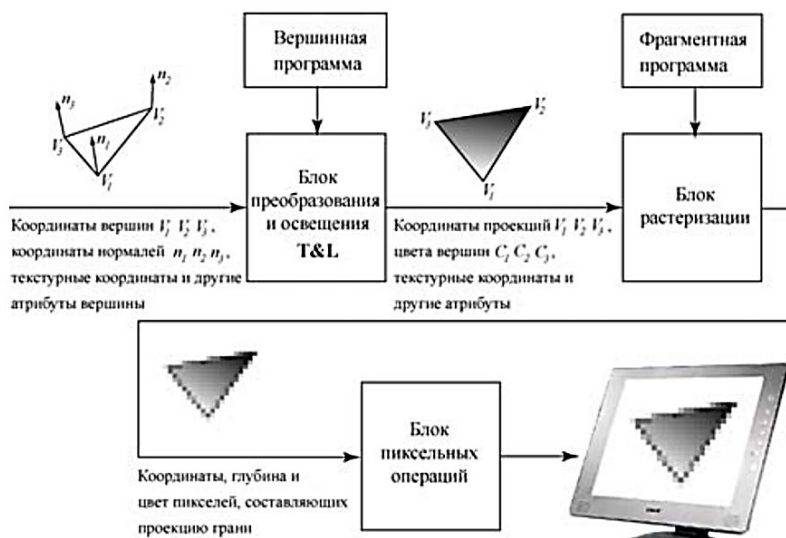 Вершинная
программа
Фрагментная
программа
n₃
n₂
n₁
V₃
V₂
V₁
V₃
V₂
V₁
Блок
преобразования
и освещения
T&L
Блок
растеризации
Координаты вершин V₁ V₂ V₃,
координаты нормалей n₁ n₂ n₃,
текстурные координаты и другие
атрибуты вершины
Координаты проекций V₁ V₂ V₃,
цвета вершин C₁ C₂ C₃,
текстурные координаты и
другие атрибуты
Блок
пиксельных
операций
Координаты, глубина и
цвет пикселей, составляющих
проекцию грани